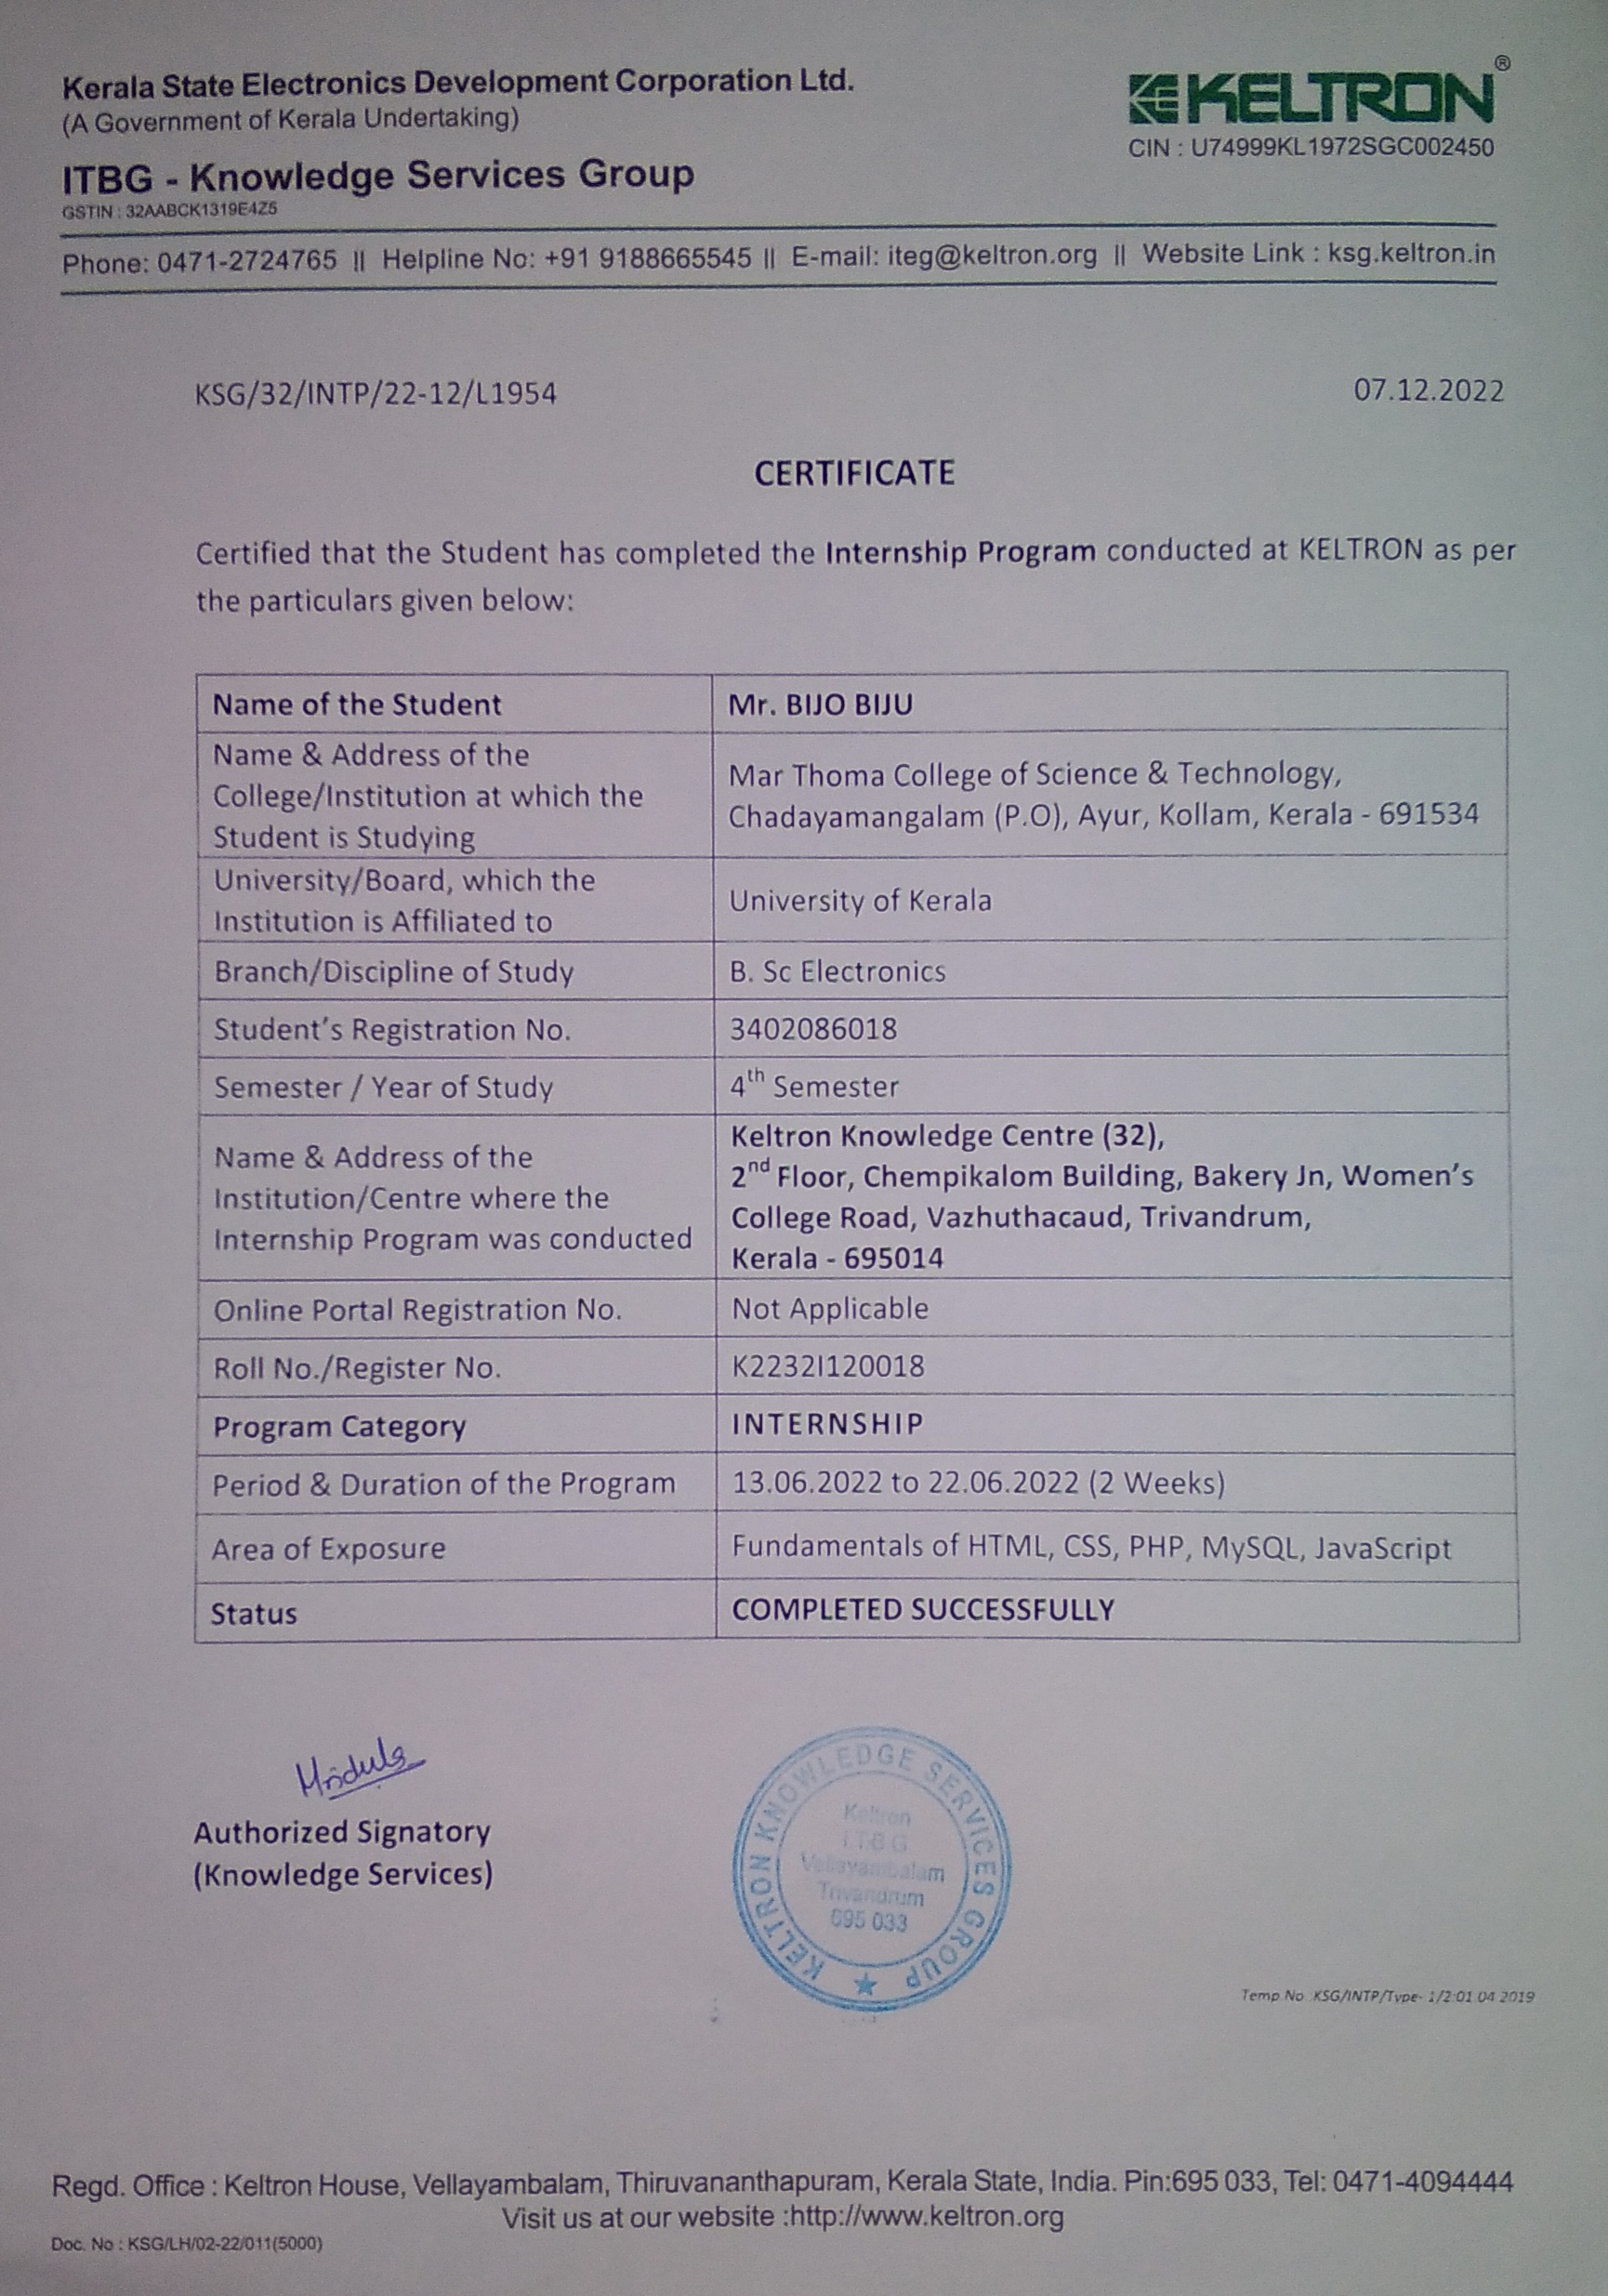 Kerala State Electronics Development Corporation Ltd.
(A Government of Kerala Undertaking)
ITBG - Knowledge Services Group
GSTIN : 32AABCK1319E4Z5
KELTRON ®
CIN : U74999KL1972SGC002450
Phone: 0471-2724765 || Helpline No: +91 9188665545 || E-mail: iteg@keltron.org || Website Link : ksg.keltron.in
KSG/32/INTP/22-12/L1954
07.12.2022
CERTIFICATE
Certified that the Student has completed the Internship Program conducted at KELTRON as per
the particulars given below:
Name of the Student
Mr. BIJO BIJU
Name & Address of the
College/Institution at which the
Student is Studying
Mar Thoma College of Science & Technology,
Chadayamangalam (P.O), Ayur, Kollam, Kerala - 691534
University/Board, which the
Institution is Affiliated to
University of Kerala
Branch/Discipline of Study
B. Sc Electronics
Student's Registration No.
3402086018
Semester / Year of Study
4th Semester
Name & Address of the
Institution/Centre where the
Internship Program was conducted
Keltron Knowledge Centre (32),
2nd Floor, Chempikalom Building, Bakery Jn, Women's
College Road, Vazhuthacaud, Trivandrum,
Kerala - 695014
Online Portal Registration No.
Not Applicable
Roll No./Register No.
K2232I120018
Program Category
INTERNSHIP
Period & Duration of the Program
13.06.2022 to 22.06.2022 (2 Weeks)
Area of Exposure
Fundamentals of HTML, CSS, PHP, MySQL, JavaScript
Status
COMPLETED SUCCESSFULLY
Authorized Signatory
(Knowledge Services)
KELTRON KNOWLEDGE SERVICES GROUP
Keltron
ITBG
Vellayambalam
Trivandrum
695 033
Temp.No. KSG/INTP/Type- 1/2:01.04.2019
Regd. Office : Keltron House, Vellayambalam, Thiruvananthapuram, Kerala State, India. Pin:695 033, Tel: 0471-4094444
Visit us at our website :http://www.keltron.org
Doc. No : KSG/LH/02-22/011(5000)